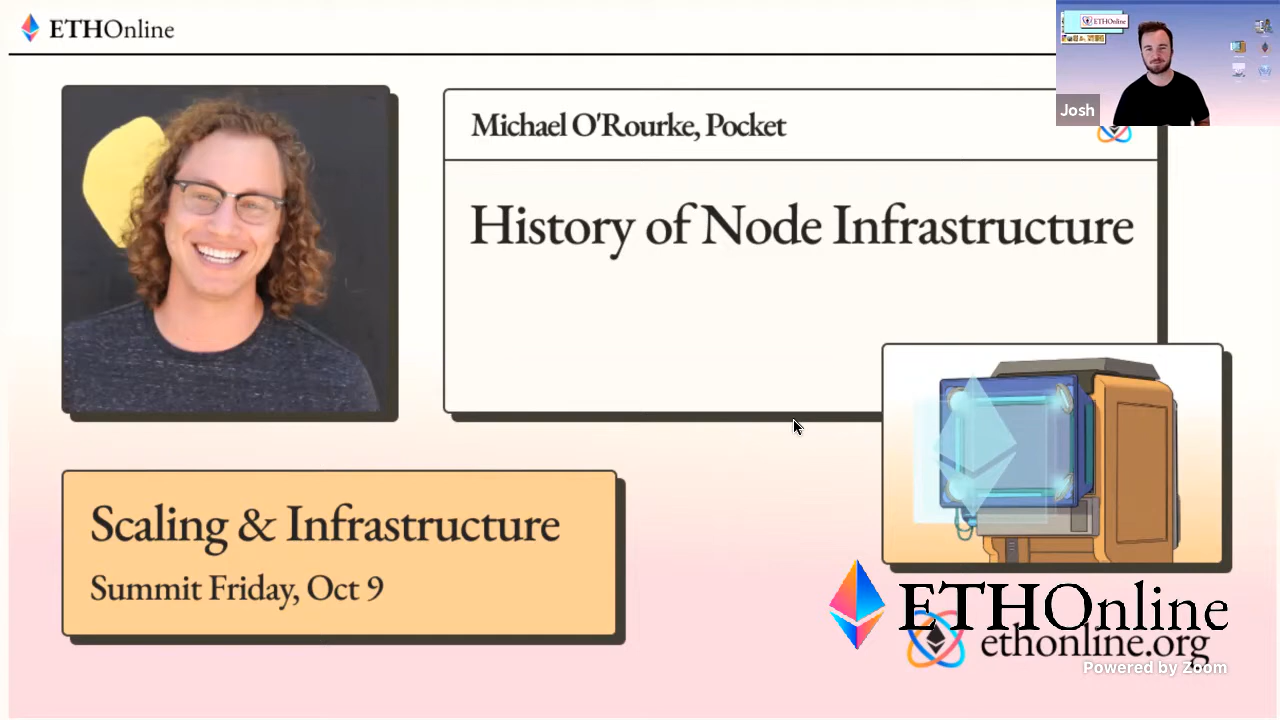 ETHOnline
ETHOnline
Josh
Michael O'Rourke, Pocket
History of Node Infrastructure
Scaling & Infrastructure
Summit Friday, Oct 9
ETHOnline
ethonline.org
Powered by Zoom